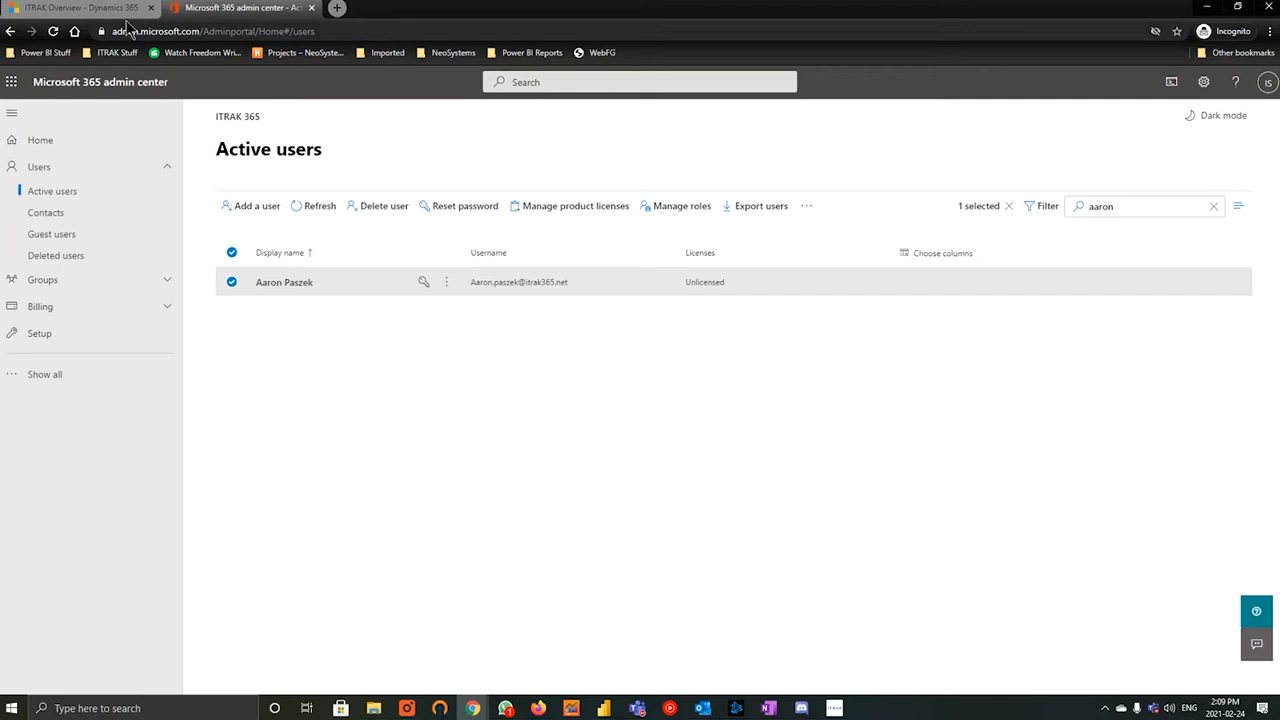 ITRAK Overview - Dynamics 365
Microsoft 365 admin center - Ac
admin.microsoft.com/Adminportal/Home#/users
Incognito
Power BI Stuff
ITRAK Stuff
Watch Freedom Wri...
Projects – NeoSyste...
Imported
NeoSystems
Power BI Reports
WebFG
Other bookmarks
Microsoft 365 admin center
Search
IS
Home
Users
Active users
Contacts
Guest users
Deleted users
Groups
Billing
Setup
Show all
ITRAK 365
Dark mode
Active users
Add a user
Refresh
Delete user
Reset password
Manage product licenses
Manage roles
Export users
1 selected
Filter
aaron
Display name ↑
Username
Licenses
Choose columns
Aaron Paszek
Aaron.paszek@itrak365.net
Unlicensed
Type here to search
ENG
2:09 PM
2021-02-24